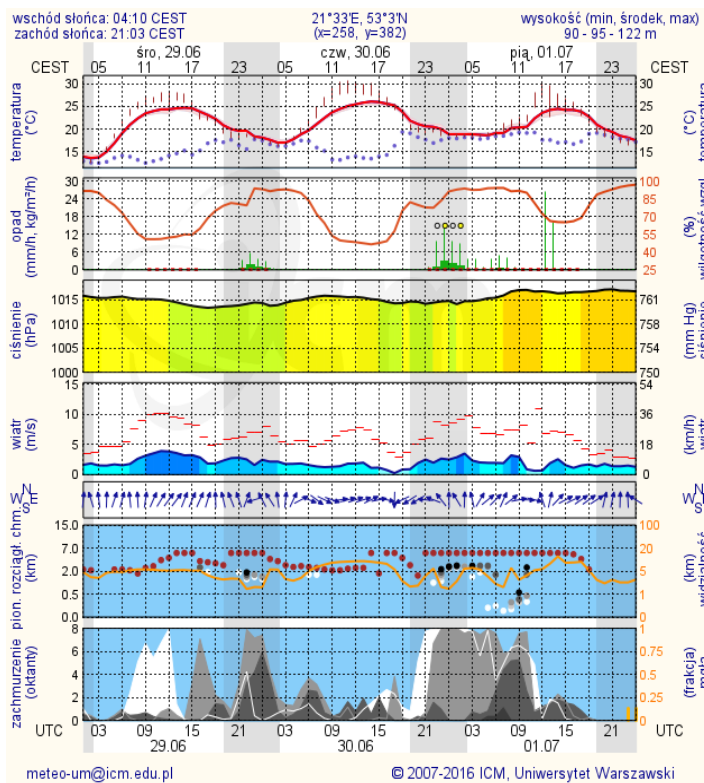 wschód słońca: 04:10 CEST 21°33'E, 53°3'N wysokość (min, środek, max)
zachód słońca: 21:03 CEST (x=258, y=382) 90 - 95 - 122 m
śro, 29.06 czw, 30.06 pią, 01.07
CEST 05 11 17 23 05 11 17 23 05 11 17 23 CEST
temperatura (°C)
30
25
20
15
30
25
20
15
(°C) temperatura
opad (mm/h, kg/m²/h)
30
24
18
12
6
0
100
85
70
55
40
25
(%) wilgotność wzgl.
ciśnienie (hPa)
1015
1010
1005
1000
761
758
754
750
(mm Hg) ciśnienie
wiatr (m/s)
15
10
5
0
54
36
18
0
(km/h) wiatr
N
W E
S
N
W E
S
pion. rozciągł. chm. (km)
15.0
7.0
2.0
0.5
0.0
100
20
5
1
0
(km) widzialność
zachmurzenie (oktanty)
8
6
4
2
0
1
0.75
0.5
0.25
0
(frakcja) mgła
UTC 03 09 15 21 03 09 15 21 03 09 15 21 UTC
29.06 30.06 01.07
meteo-um@icm.edu.pl © 2007-2016 ICM, Uniwersytet Warszawski